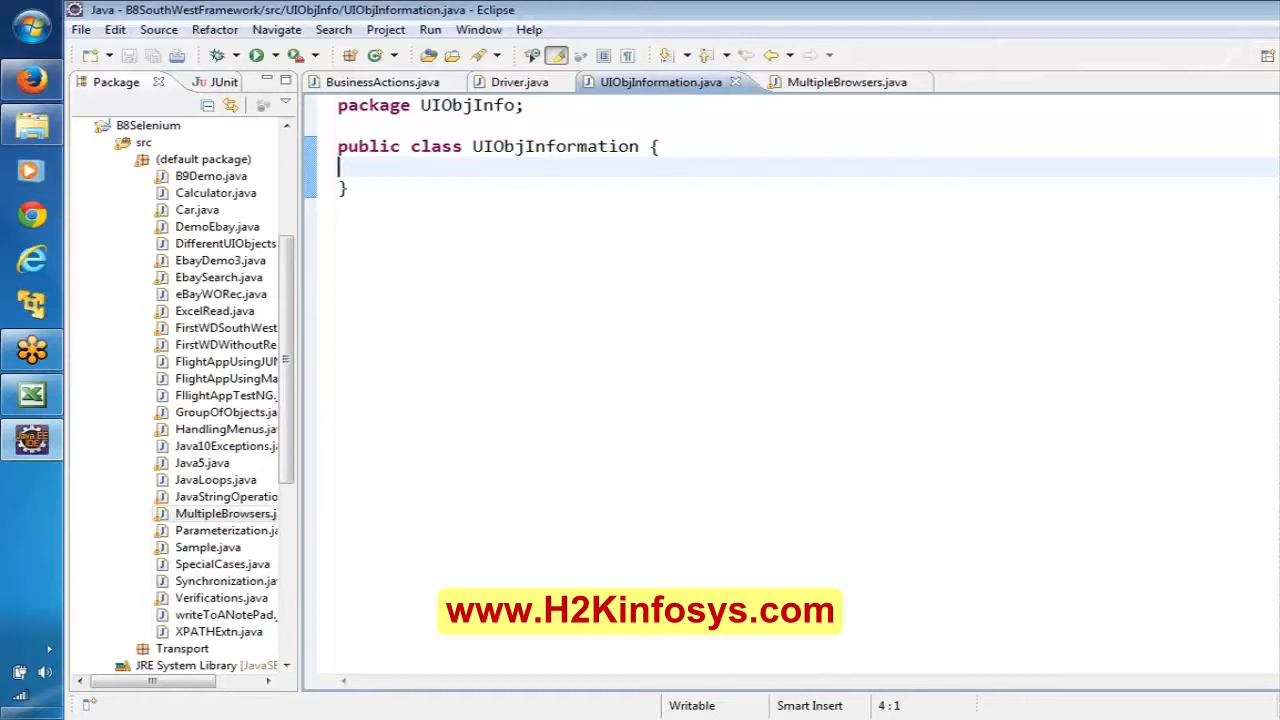 Java - B8SouthWestFramework/src/UIObjInfo/UIObjInformation.java - Eclipse
File Edit Source Refactor Navigate Search Project Run Window Help
Package JUnit BusinessActions.java Driver.java UIObjInformation.java MultipleBrowsers.java
package UIObjInfo;
public class UIObjInformation {
}
B8Selenium
src
(default package)
B9Demo.java
Calculator.java
Car.java
DemoEbay.java
DifferentUIObjects
EbayDemo3.java
EbaySearch.java
eBayWORec.java
ExcelRead.java
FirstWDSouthWest
FirstWDWithoutRe
FlightAppUsingJUN
FlightAppUsingMa
FllightAppTestNG.
GroupOfObjects.ja
HandlingMenus.ja
Java10Exceptions.j
Java5.java
JavaLoops.java
JavaStringOperatio
MultipleBrowsers.j
Parameterization.j
Sample.java
SpecialCases.java
Synchronization.ja
Verifications.java
writeToANotePad.
XPATHExtn.java
Transport
JRE System Library [JavaSE
www.H2Kinfosys.com
Writable Smart Insert 4 : 1